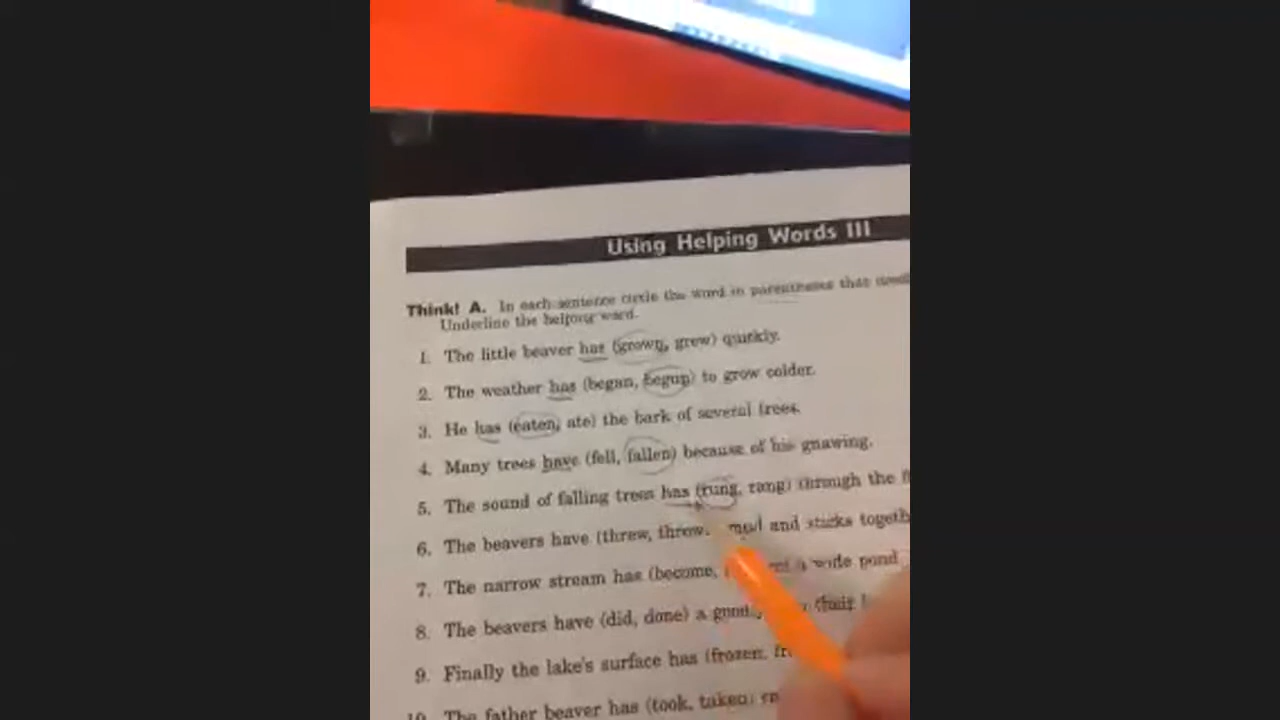 Using Helping Words III
Think! A. In each sentence circle the word in parentheses that
Underline the helping word.
1. The little beaver has (grown, grew) quickly.
2. The weather has (began, begun) to grow colder.
3. He has (eaten, ate) the bark of several trees.
4. Many trees have (fell, fallen) because of his gnawing.
5. The sound of falling trees has (rung, rang) through the
6. The beavers have (threw, thrown mud and sticks
7. The narrow stream has (become, a wide pond
8. The beavers have (did, done) a good
9. Finally the lake's surface has (frozen,
10. The father beaver has (took, taken)